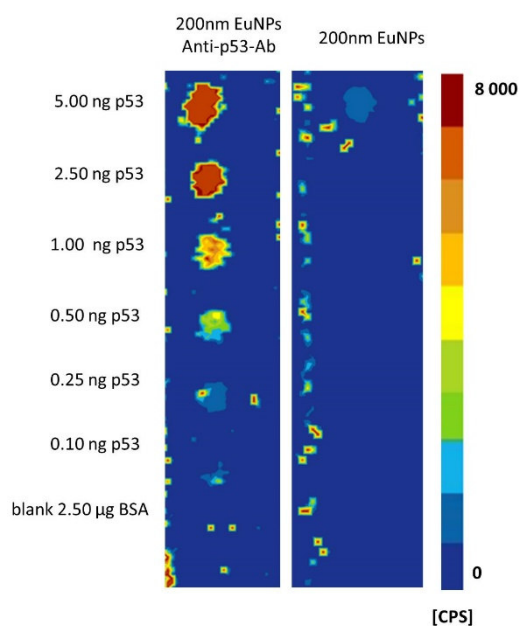 200nm EuNPs
Anti-p53-Ab
200nm EuNPs
5.00 ng p53
2.50 ng p53
1.00 ng p53
0.50 ng p53
0.25 ng p53
0.10 ng p53
blank 2.50 µg BSA
8 000
0
[CPS]